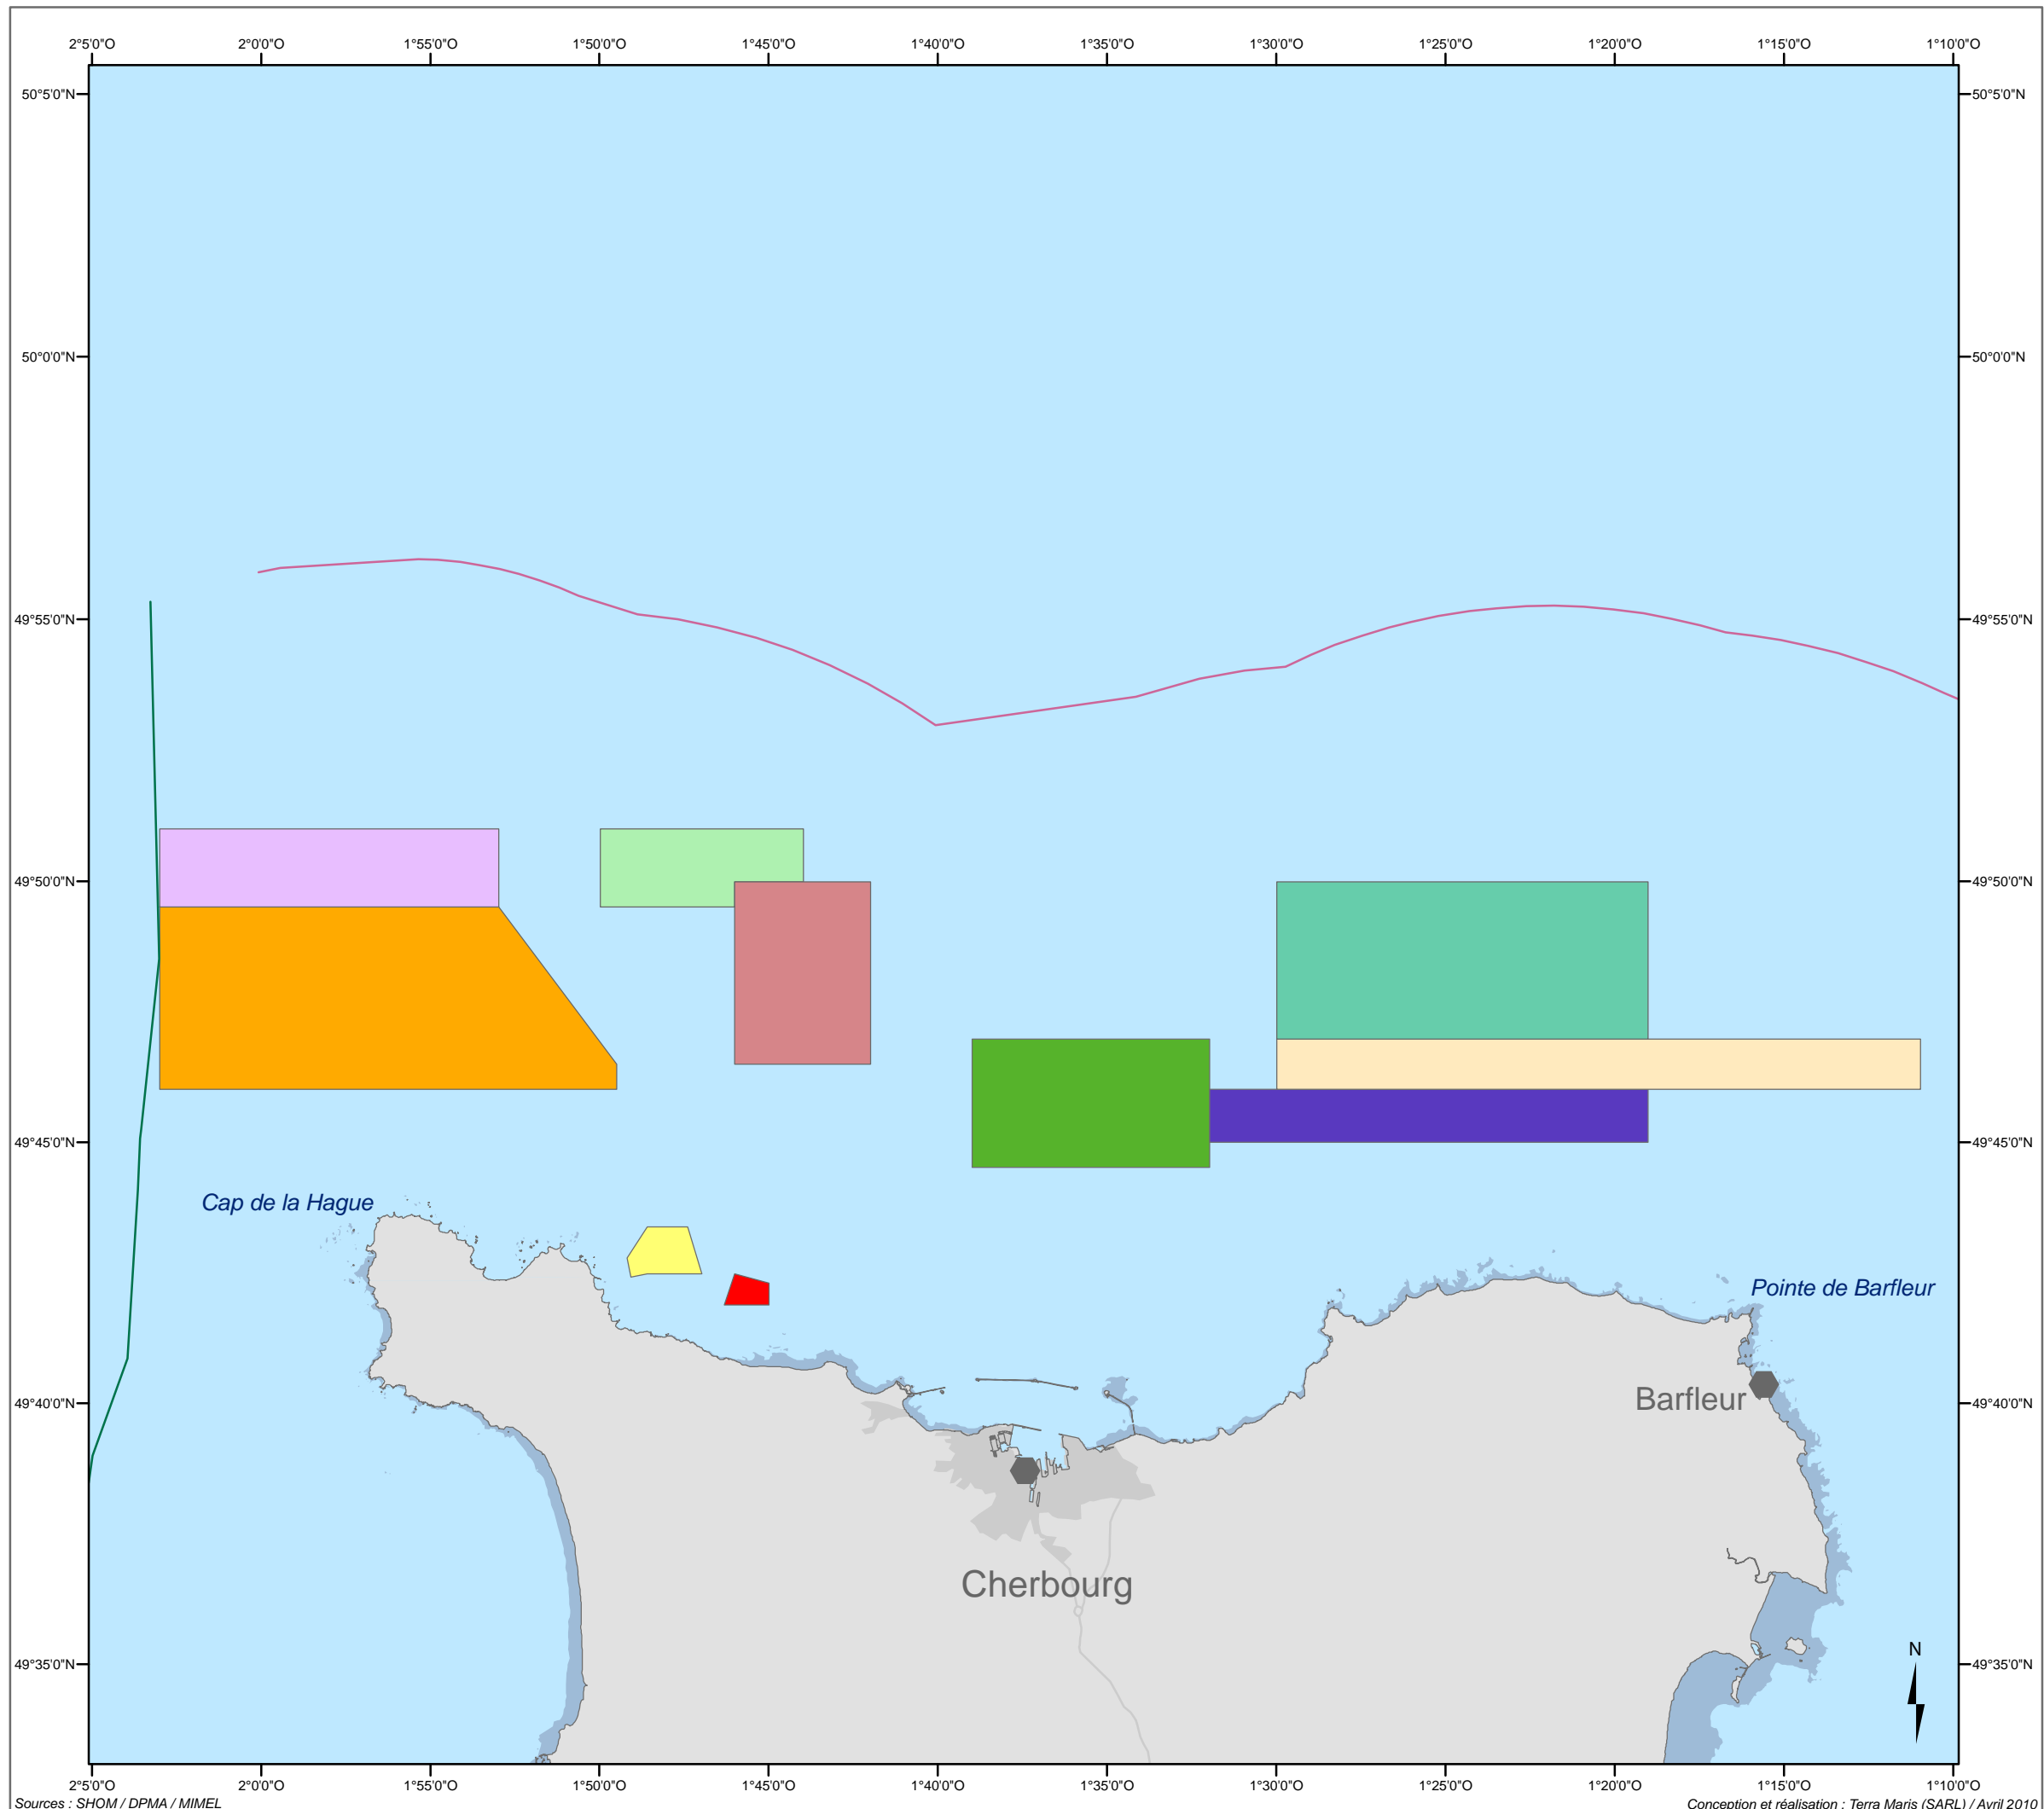 2°5'0"O 2°0'0"O 1°55'0"O 1°50'0"O 1°45'0"O 1°40'0"O 1°35'0"O 1°30'0"O 1°25'0"O 1°20'0"O 1°15'0"O 1°10'0"O
50°5'0"N 50°5'0"N
50°0'0"N 50°0'0"N
49°55'0"N 49°55'0"N
49°50'0"N 49°50'0"N
49°45'0"N 49°45'0"N
Cap de la Hague
Pointe de Barfleur
Barfleur
49°40'0"N 49°40'0"N
Cherbourg
N
49°35'0"N 49°35'0"N
2°5'0"O 2°0'0"O 1°55'0"O 1°50'0"O 1°45'0"O 1°40'0"O 1°35'0"O 1°30'0"O 1°25'0"O 1°20'0"O 1°15'0"O 1°10'0"O
Sources : SHOM / DPMA / MIMEL Conception et réalisation : Terra Maris (SARL) / Avril 2010